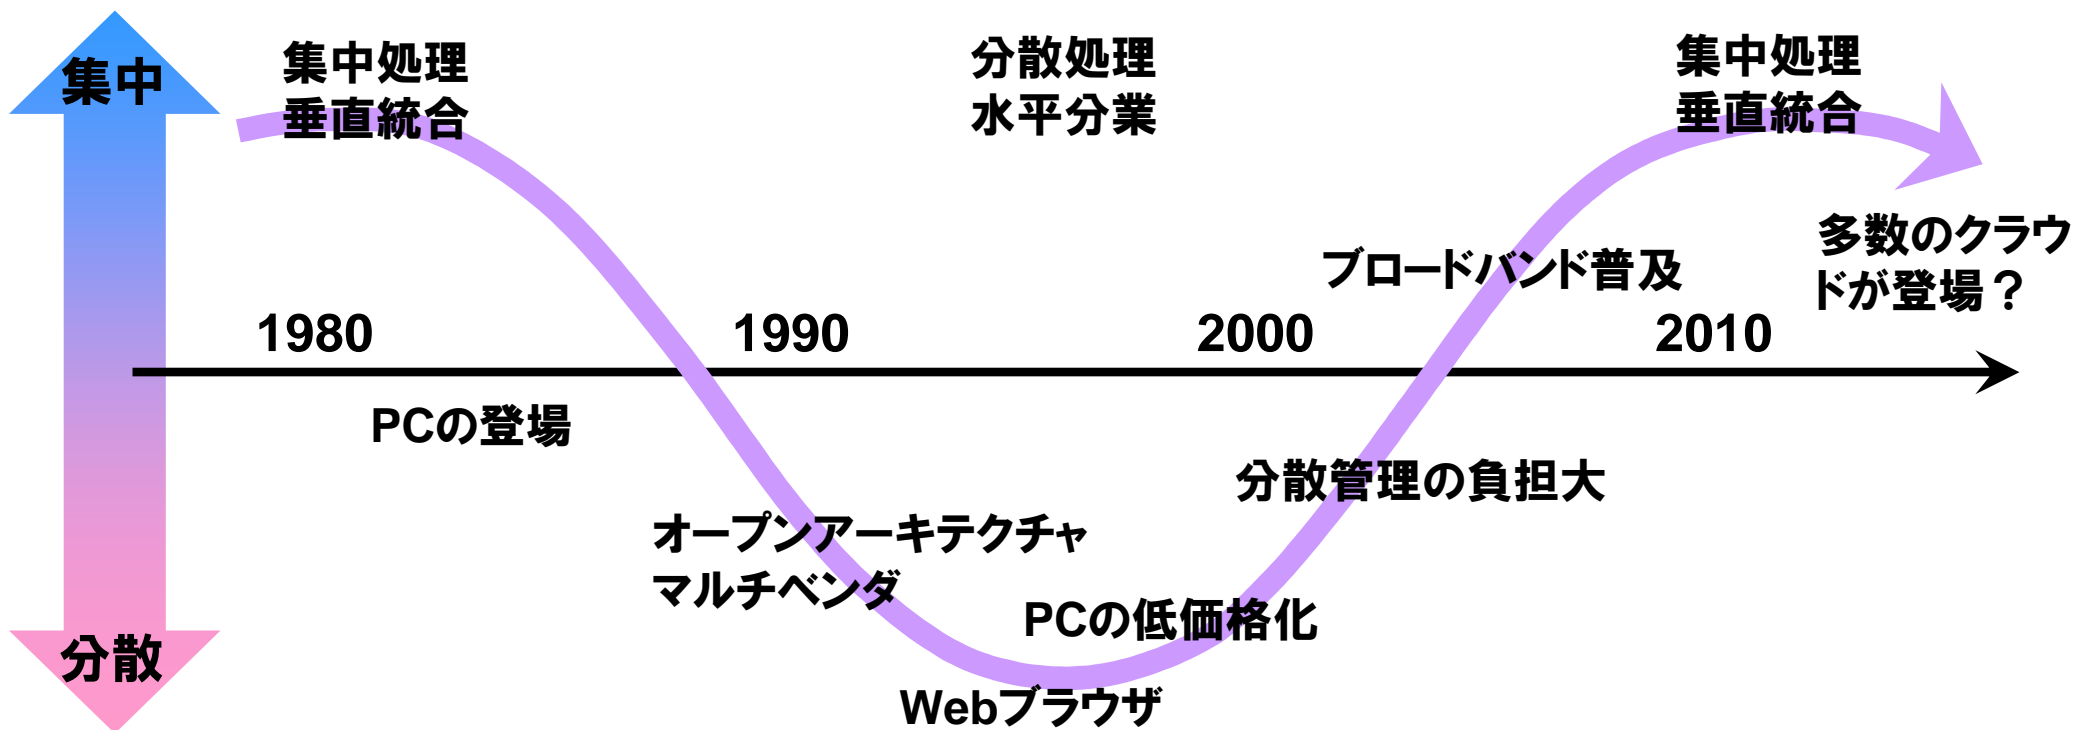 集中
集中処理
垂直統合
分散処理
水平分業
集中処理
垂直統合
多数のクラウ
ドが登場？
ブロードバンド普及
1980
1990
2000
2010
PCの登場
分散管理の負担大
オープンアーキテクチャ
マルチベンダ
PCの低価格化
分散
Webブラウザ